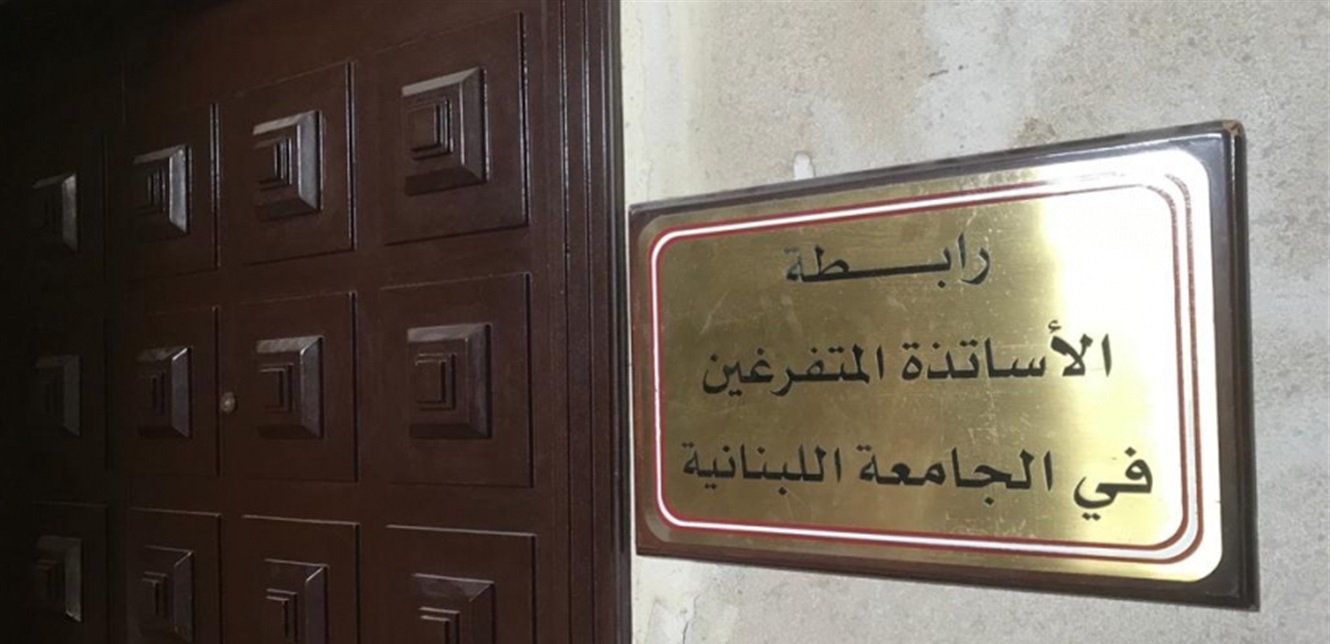 رابطة
الأساتذة المتفرغين
في الجامعة اللبنانية